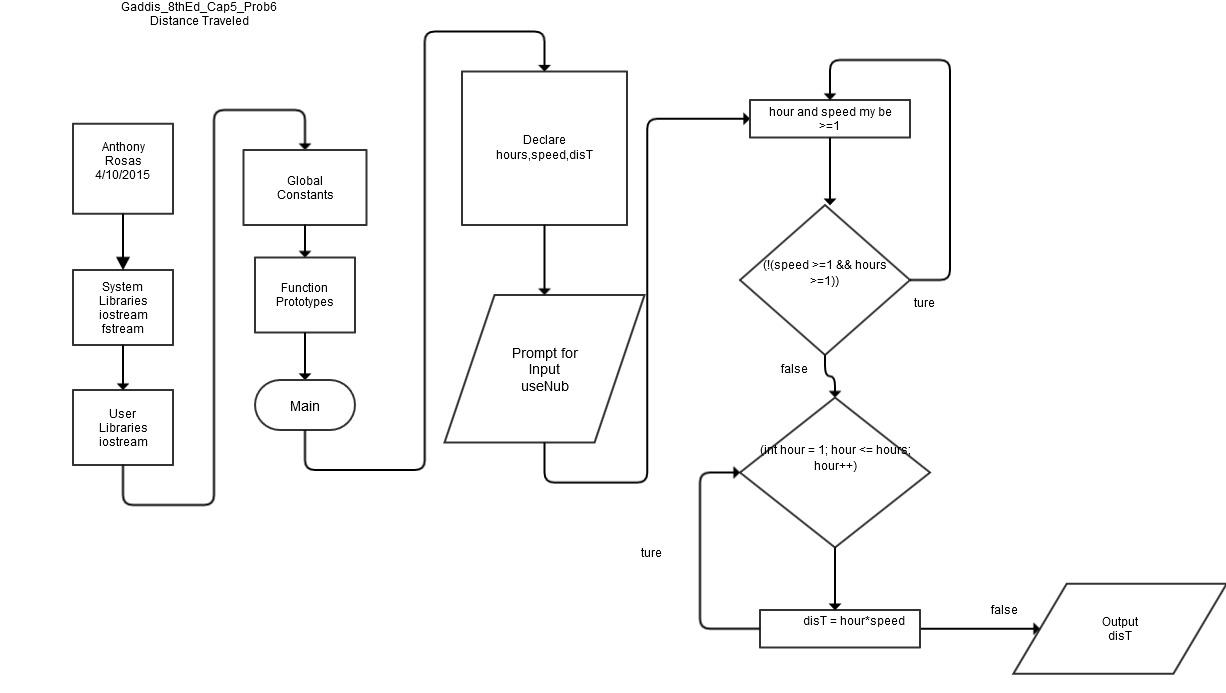 Gaddis_8thEd_Cap5_Prob6
Distance Traveled
Anthony
Rosas
4/10/2015
System
Libraries
iostream
fstream
User
Libraries
iostream
Global
Constants
Function
Prototypes
Main
Declare
hours,speed,disT
Prompt for
Input
useNub
hour and speed my be
>=1
(!(speed >=1 && hours
>=1))
ture
false
(int hour = 1; hour <= hours;
hour++)
ture
disT = hour*speed
false
Output
disT